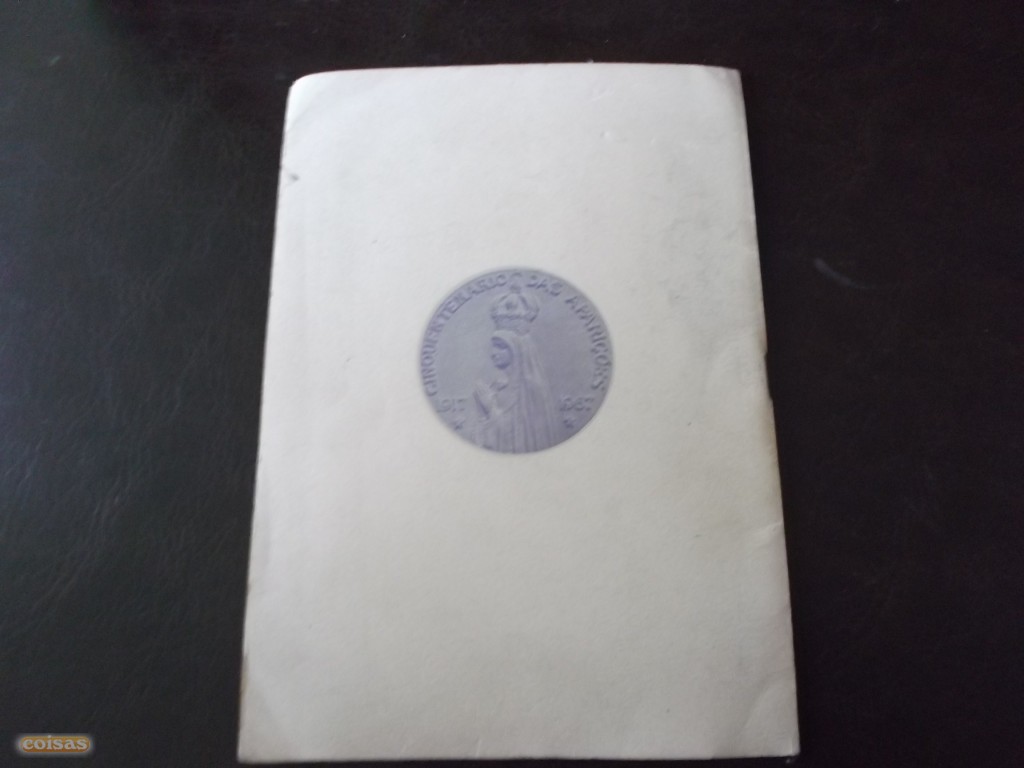 CINQUENTENÁRIO DAS APARIÇÕES
1917 1967
coisas